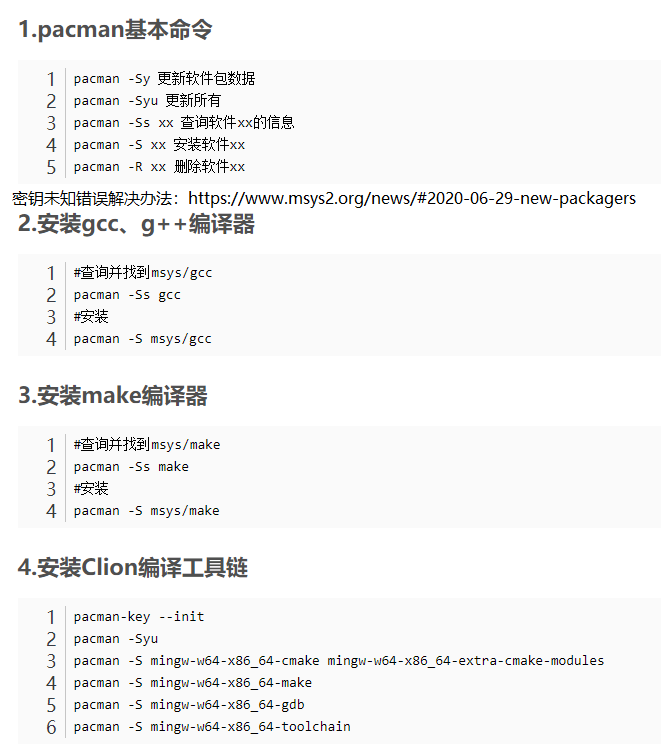 1.pacman基本命令
1 pacman -Sy 更新软件包数据
2 pacman -Syu 更新所有
3 pacman -Ss xx 查询软件xx的信息
4 pacman -S xx 安装软件xx
5 pacman -R xx 删除软件xx
密钥未知错误解决办法：https://www.msys2.org/news/#2020-06-29-new-packagers
2.安装gcc、g++编译器
1 #查询并找到msys/gcc
2 pacman -Ss gcc
3 #安装
4 pacman -S msys/gcc
3.安装make编译器
1 #查询并找到msys/make
2 pacman -Ss make
3 #安装
4 pacman -S msys/make
4.安装Clion编译工具链
1 pacman-key --init
2 pacman -Syu
3 pacman -S mingw-w64-x86_64-cmake mingw-w64-x86_64-extra-cmake-modules
4 pacman -S mingw-w64-x86_64-make
5 pacman -S mingw-w64-x86_64-gdb
6 pacman -S mingw-w64-x86_64-toolchain